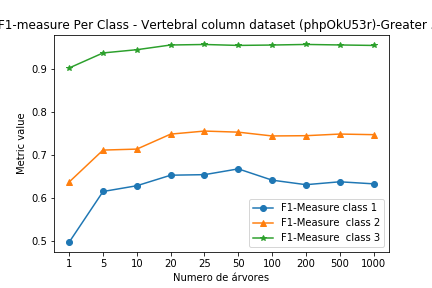 F1-measure Per Class - Vertebral column dataset (phpOkU53r)-Greater
Metric value
0.9
0.8
0.7
0.6
0.5
1 5 10 20 25 50 100 200 500 1000
Numero de árvores
F1-Measure class 1
F1-Measure class 2
F1-Measure class 3